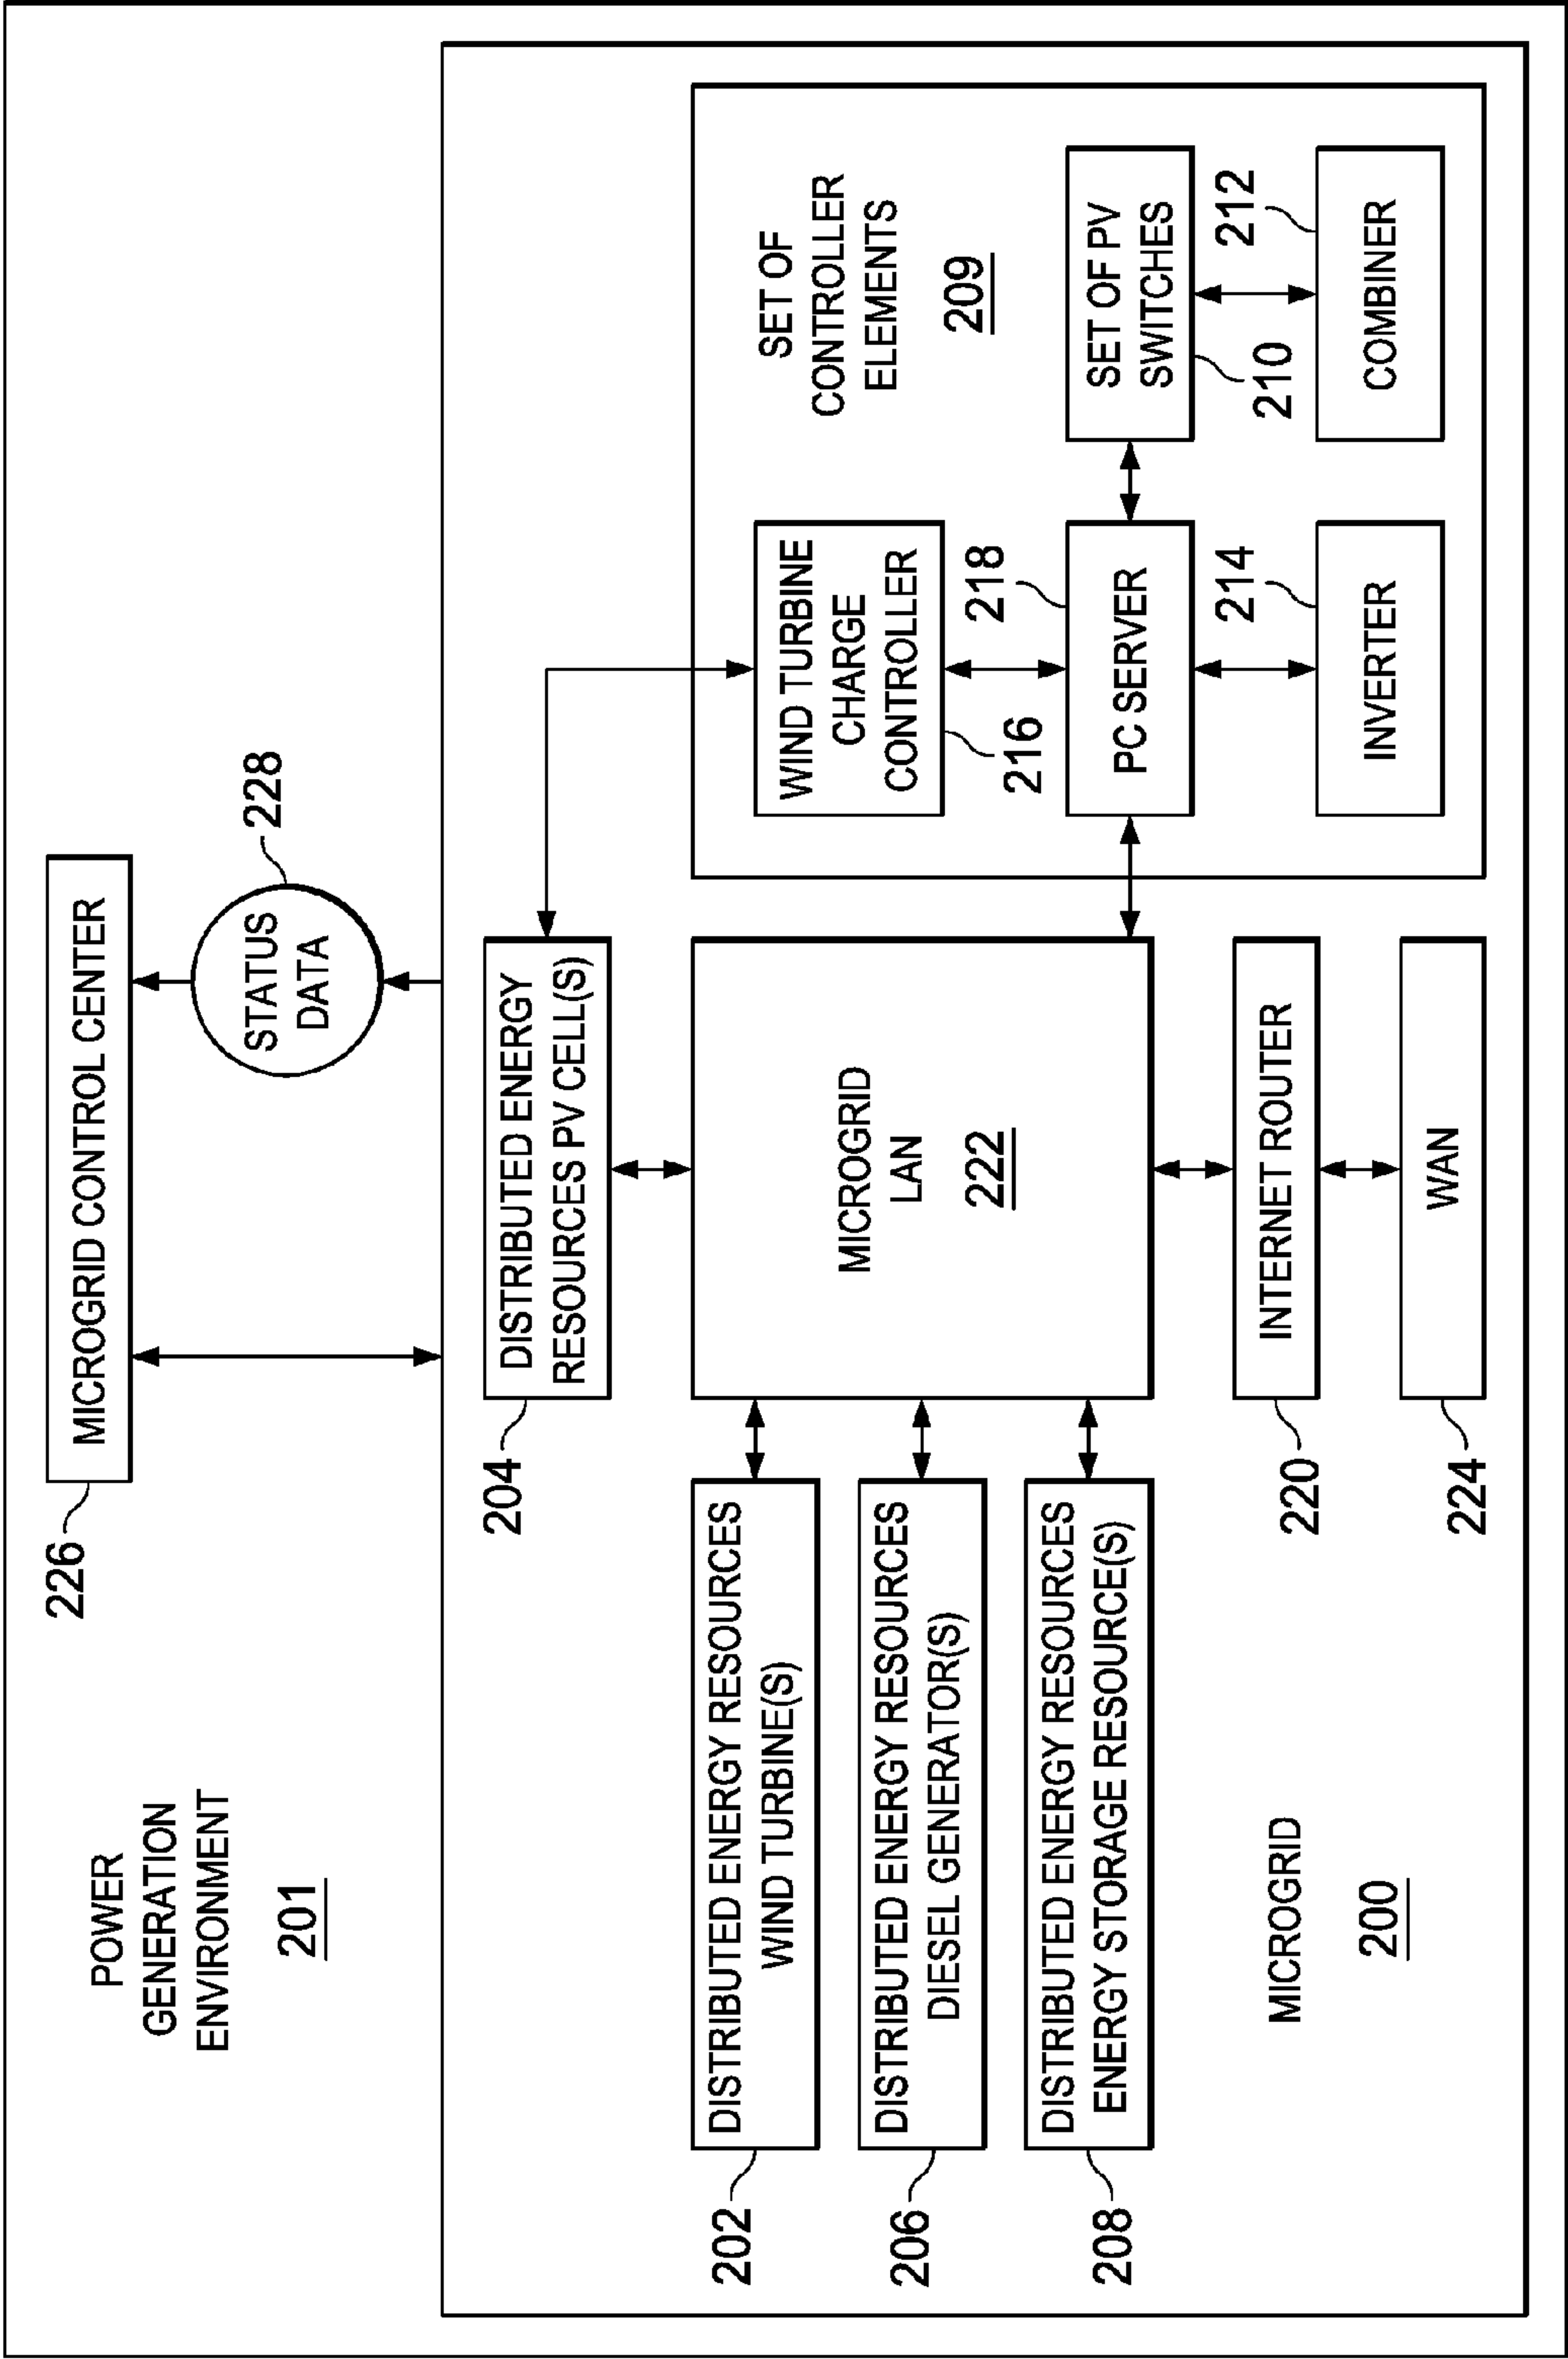 POWER
GENERATION
ENVIRONMENT
201
226
MICROGRID CONTROL CENTER
STATUS
DATA
228
204
DISTRIBUTED ENERGY
RESOURCES PV CELL(S)
202
DISTRIBUTED ENERGY RESOURCES
WIND TURBINE(S)
206
DISTRIBUTED ENERGY RESOURCES
DIESEL GENERATOR(S)
208
DISTRIBUTED ENERGY RESOURCES
ENERGY STORAGE RESOURCE(S)
MICROGRID
LAN
222
SET OF
CONTROLLER
ELEMENTS
209
WIND TURBINE
CHARGE
CONTROLLER
216
218
PC SERVER
SET OF PV
SWITCHES
210
212
214
INVERTER
COMBINER
220
INTERNET ROUTER
224
WAN
MICROGRID
200